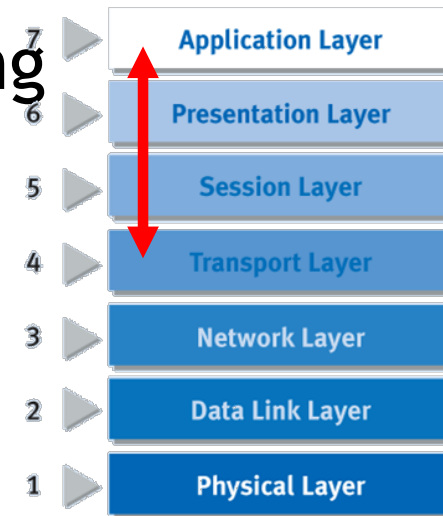 7 Application Layer
ng
6 Presentation Layer
5 Session Layer
4 Transport Layer
3 Network Layer
2 Data Link Layer
1 Physical Layer